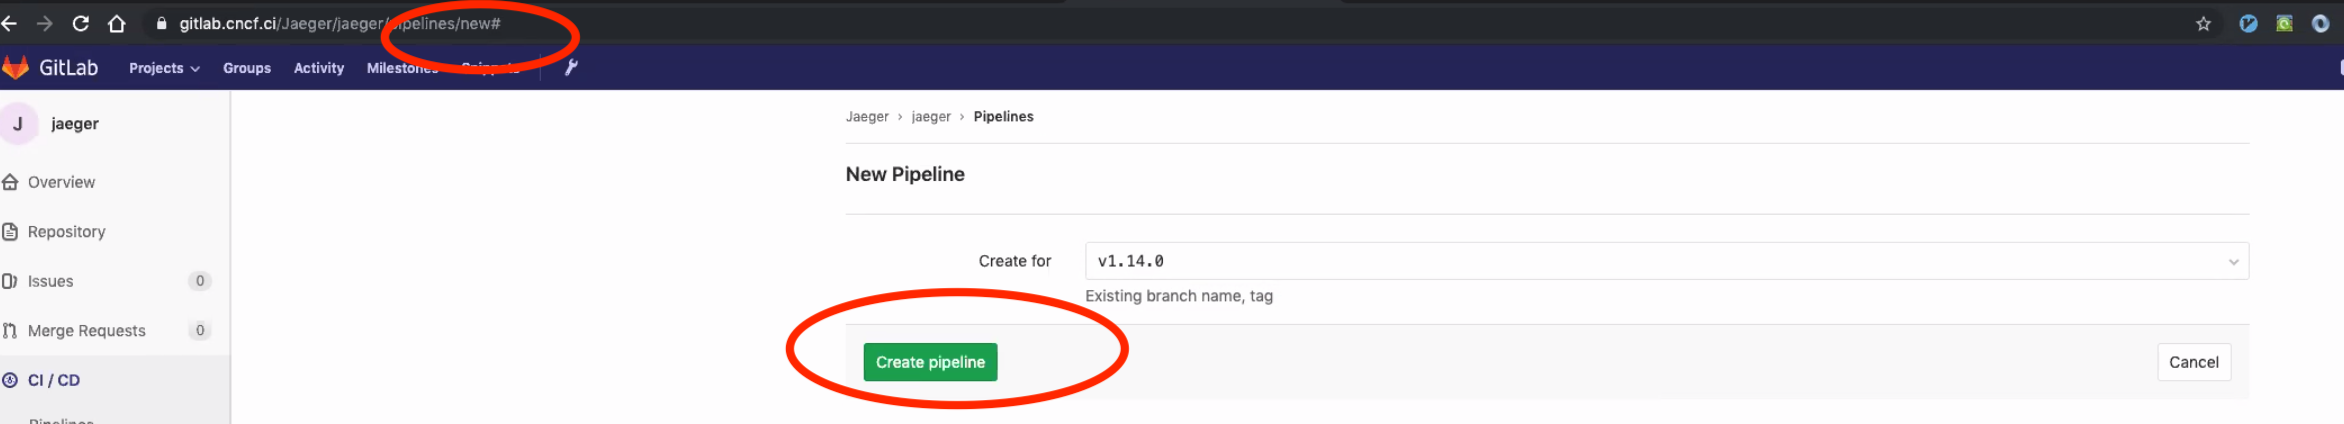 gitlab.cncf.ci/Jaeger/jaeger/pipelines/new#
GitLab Projects Groups Activity Milestones Snippets
J jaeger
Overview
Repository
Issues 0
Merge Requests 0
CI / CD
Pipelines
Jaeger › jaeger › Pipelines
New Pipeline
Create for v1.14.0
Existing branch name, tag
Create pipeline Cancel